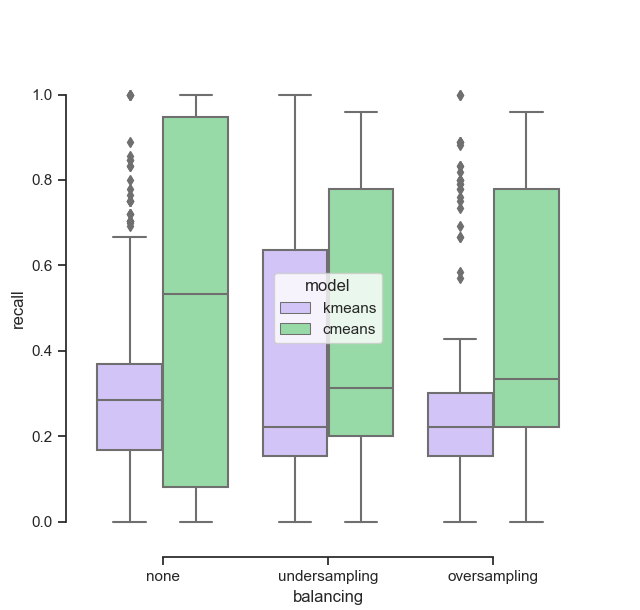 1.0
0.8
0.6
0.4
0.2
0.0
recall
model
kmeans
cmeans
none
undersampling
oversampling
balancing